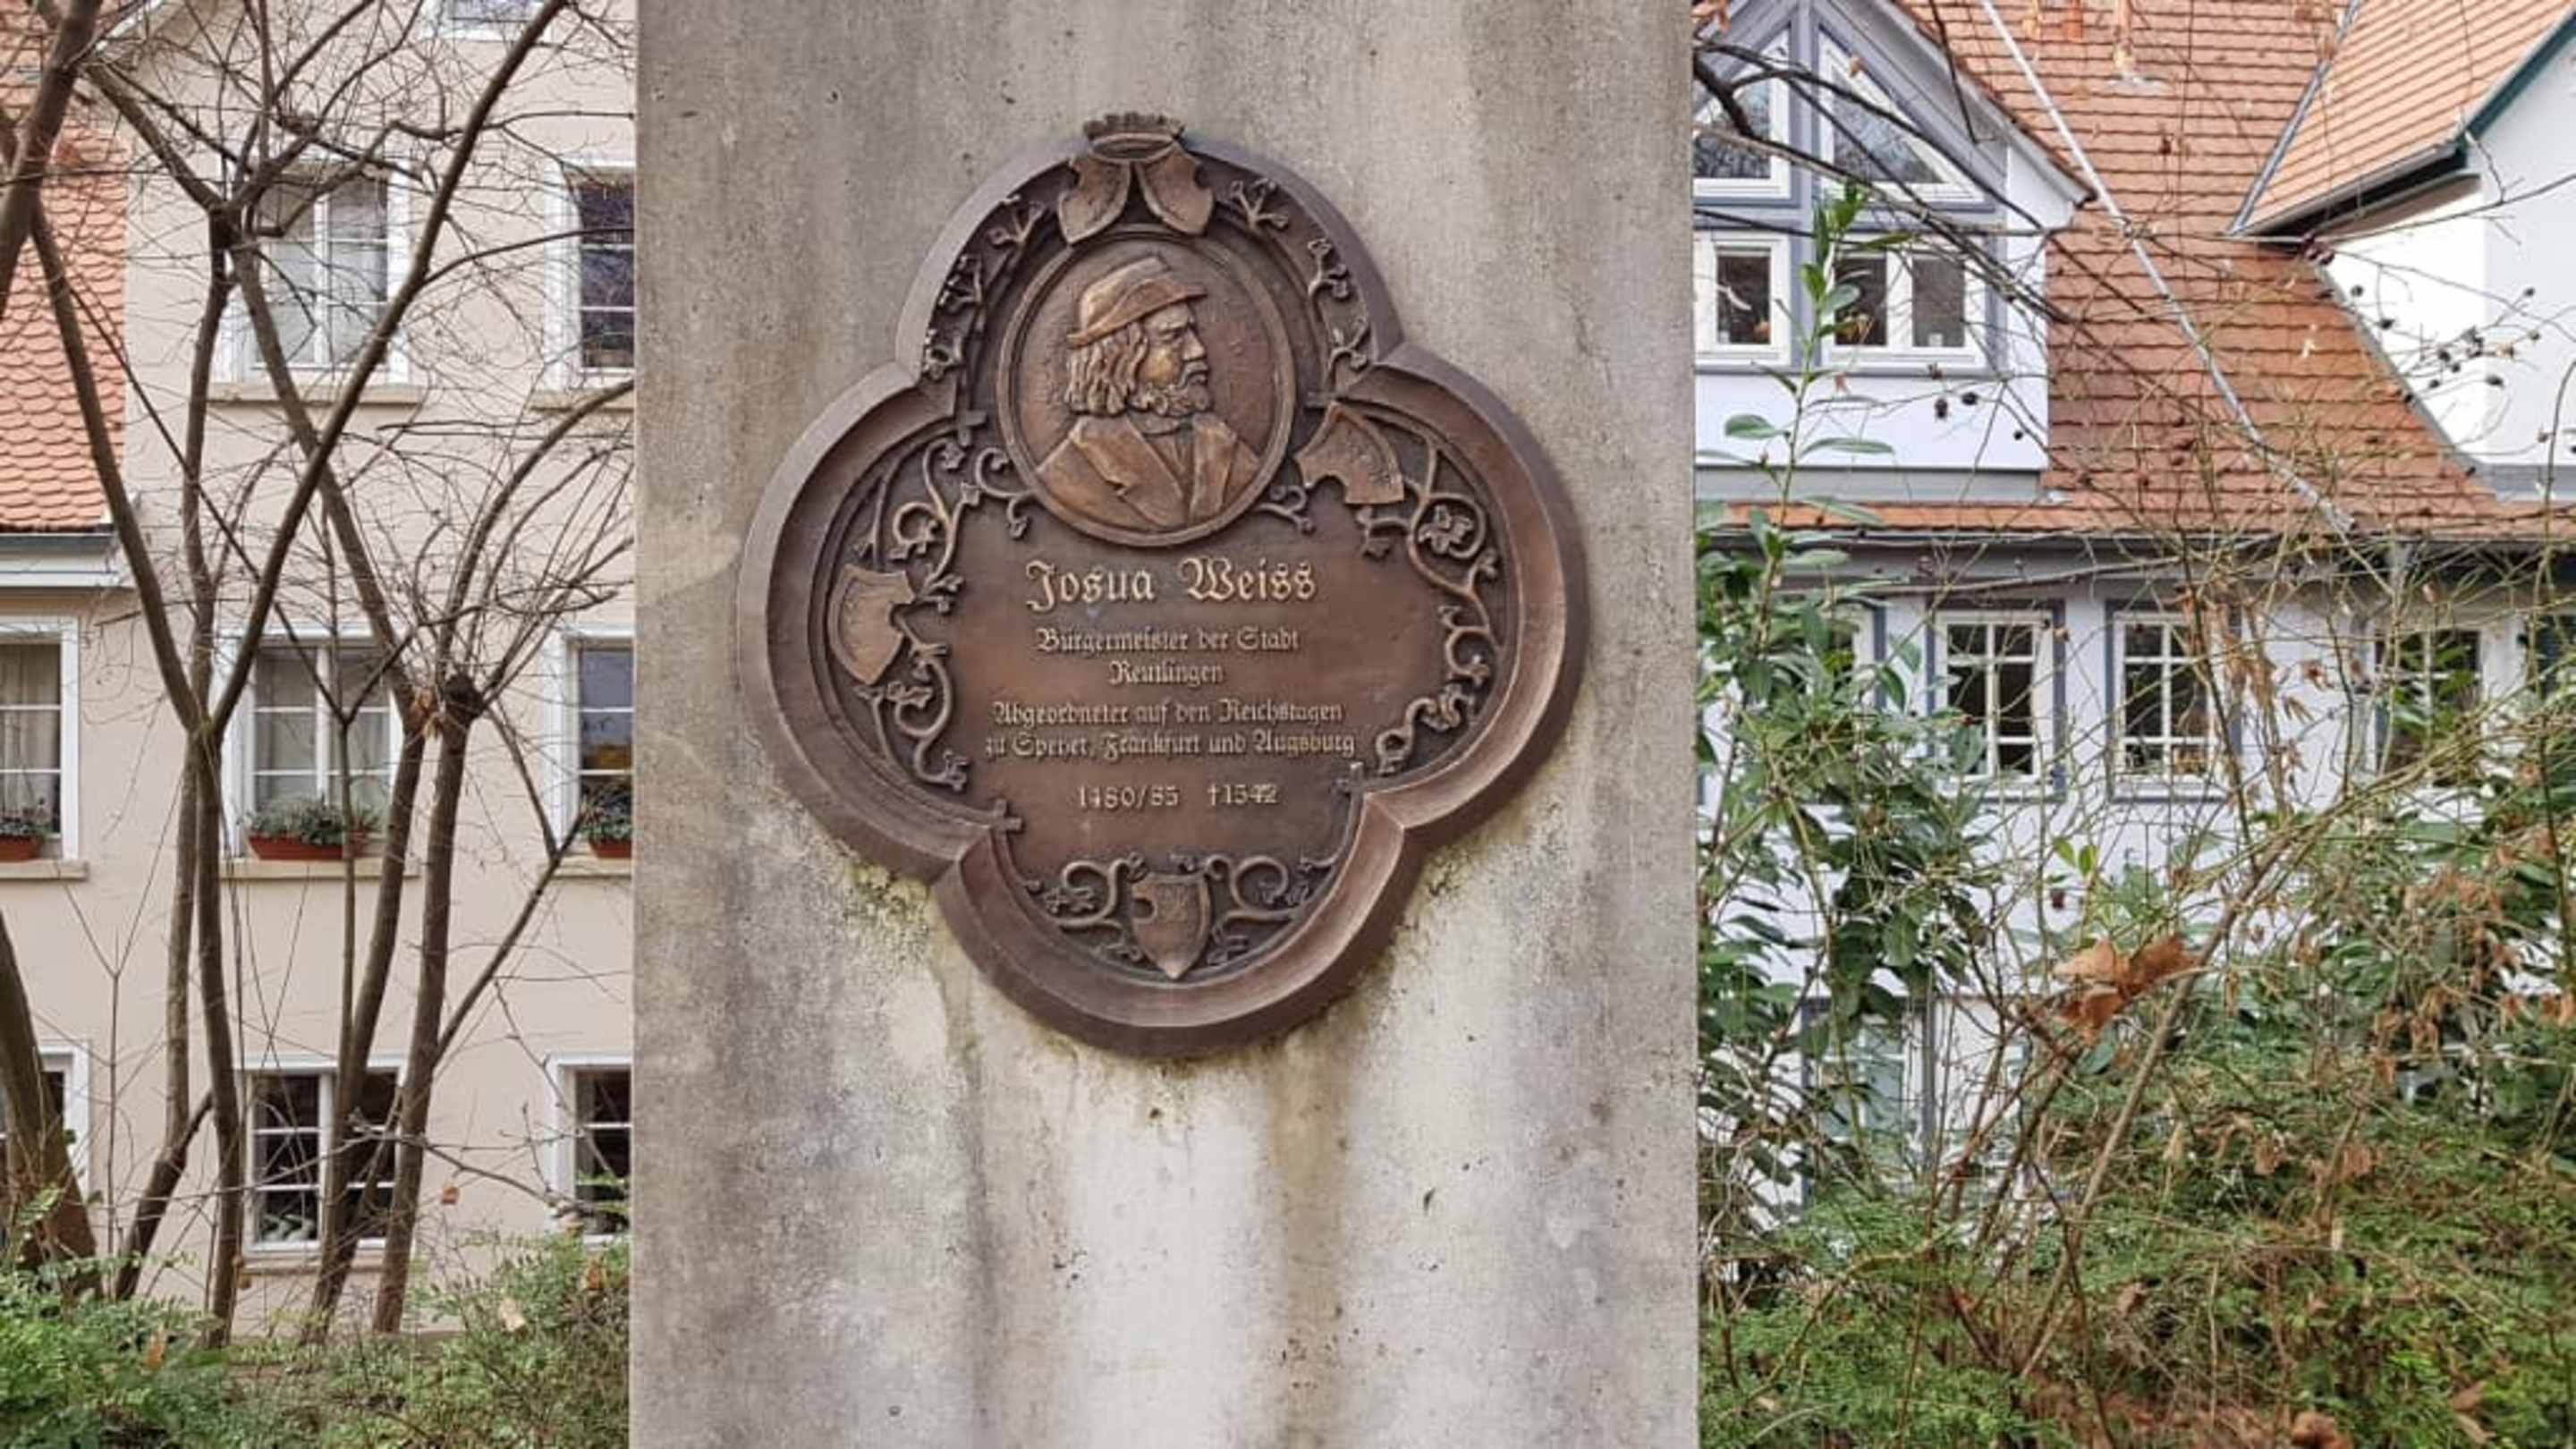 Josua Weiss
Bürgermeister der Stadt
Reutlingen
Abgeordneter auf den Reichstagen
zu Speyer, Frankfurt und Augsburg
1480/85 †1542